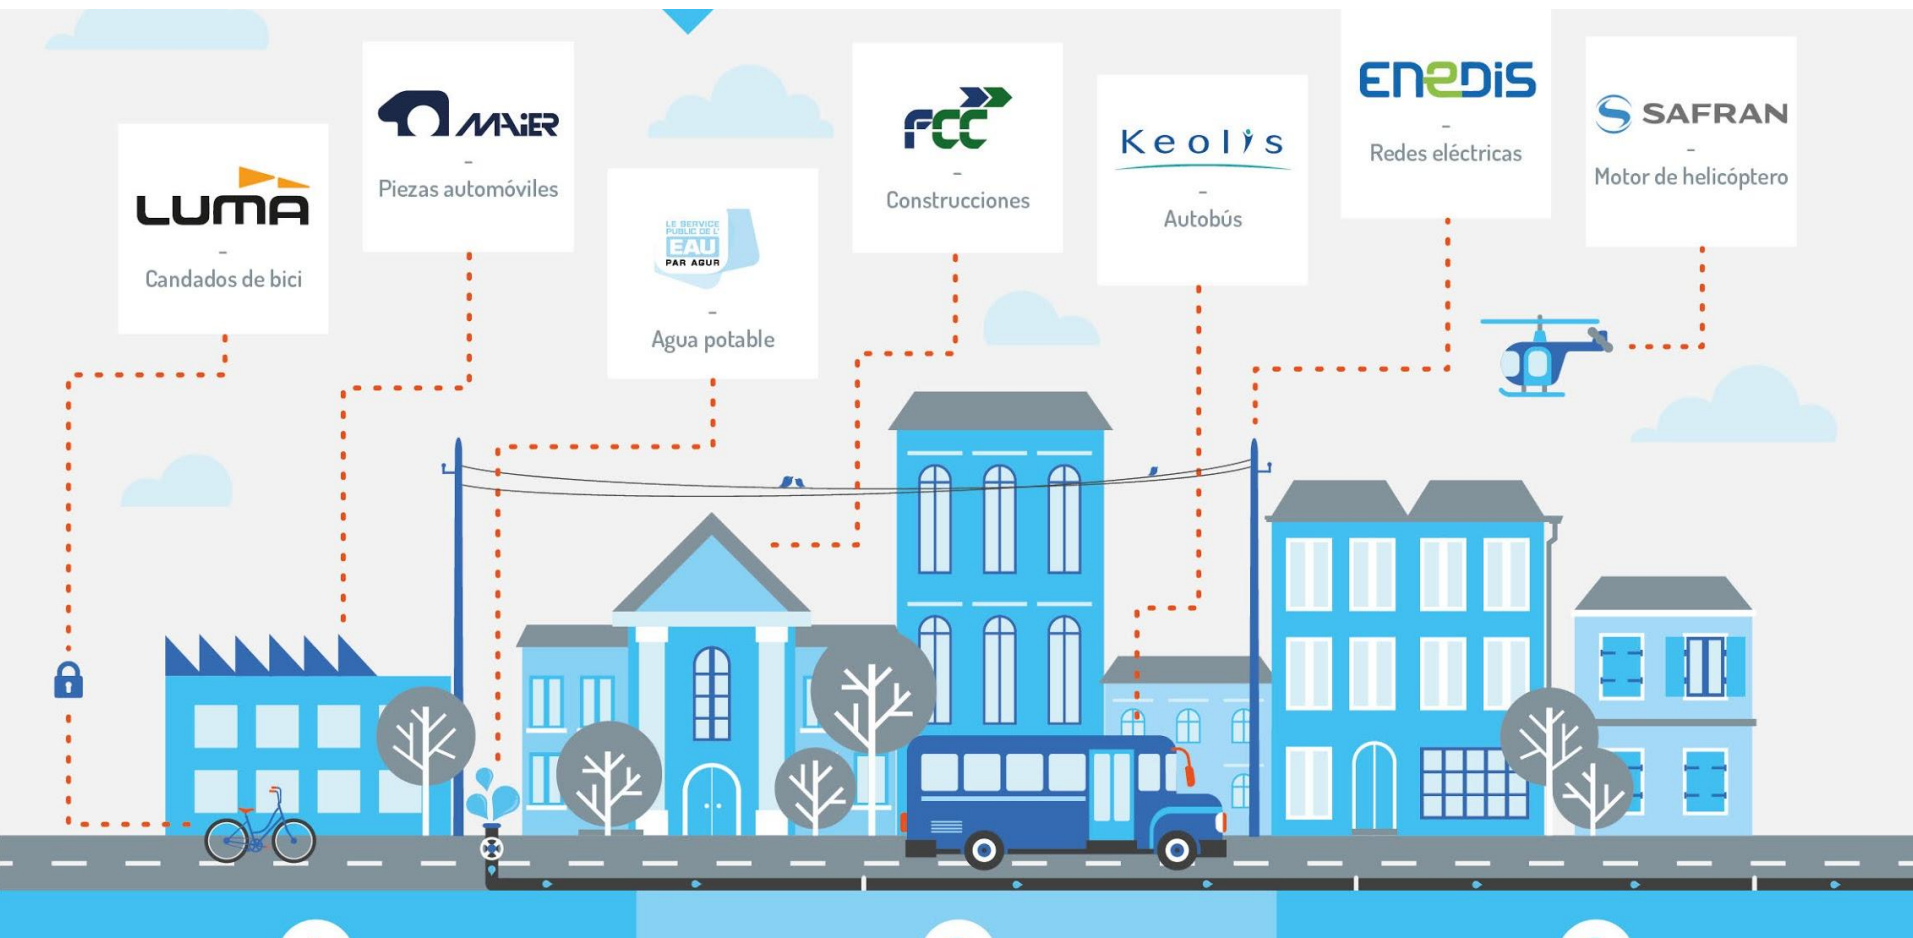 LUMA
-
Candados de bici
MAIER
-
Piezas automóviles
LE SERVICE
PUBLIC DE L'
EAU
PAR AGUR
-
Agua potable
FCC
-
Construcciones
Keolis
-
Autobús
ENEDIS
-
Redes eléctricas
SAFRAN
-
Motor de helicóptero